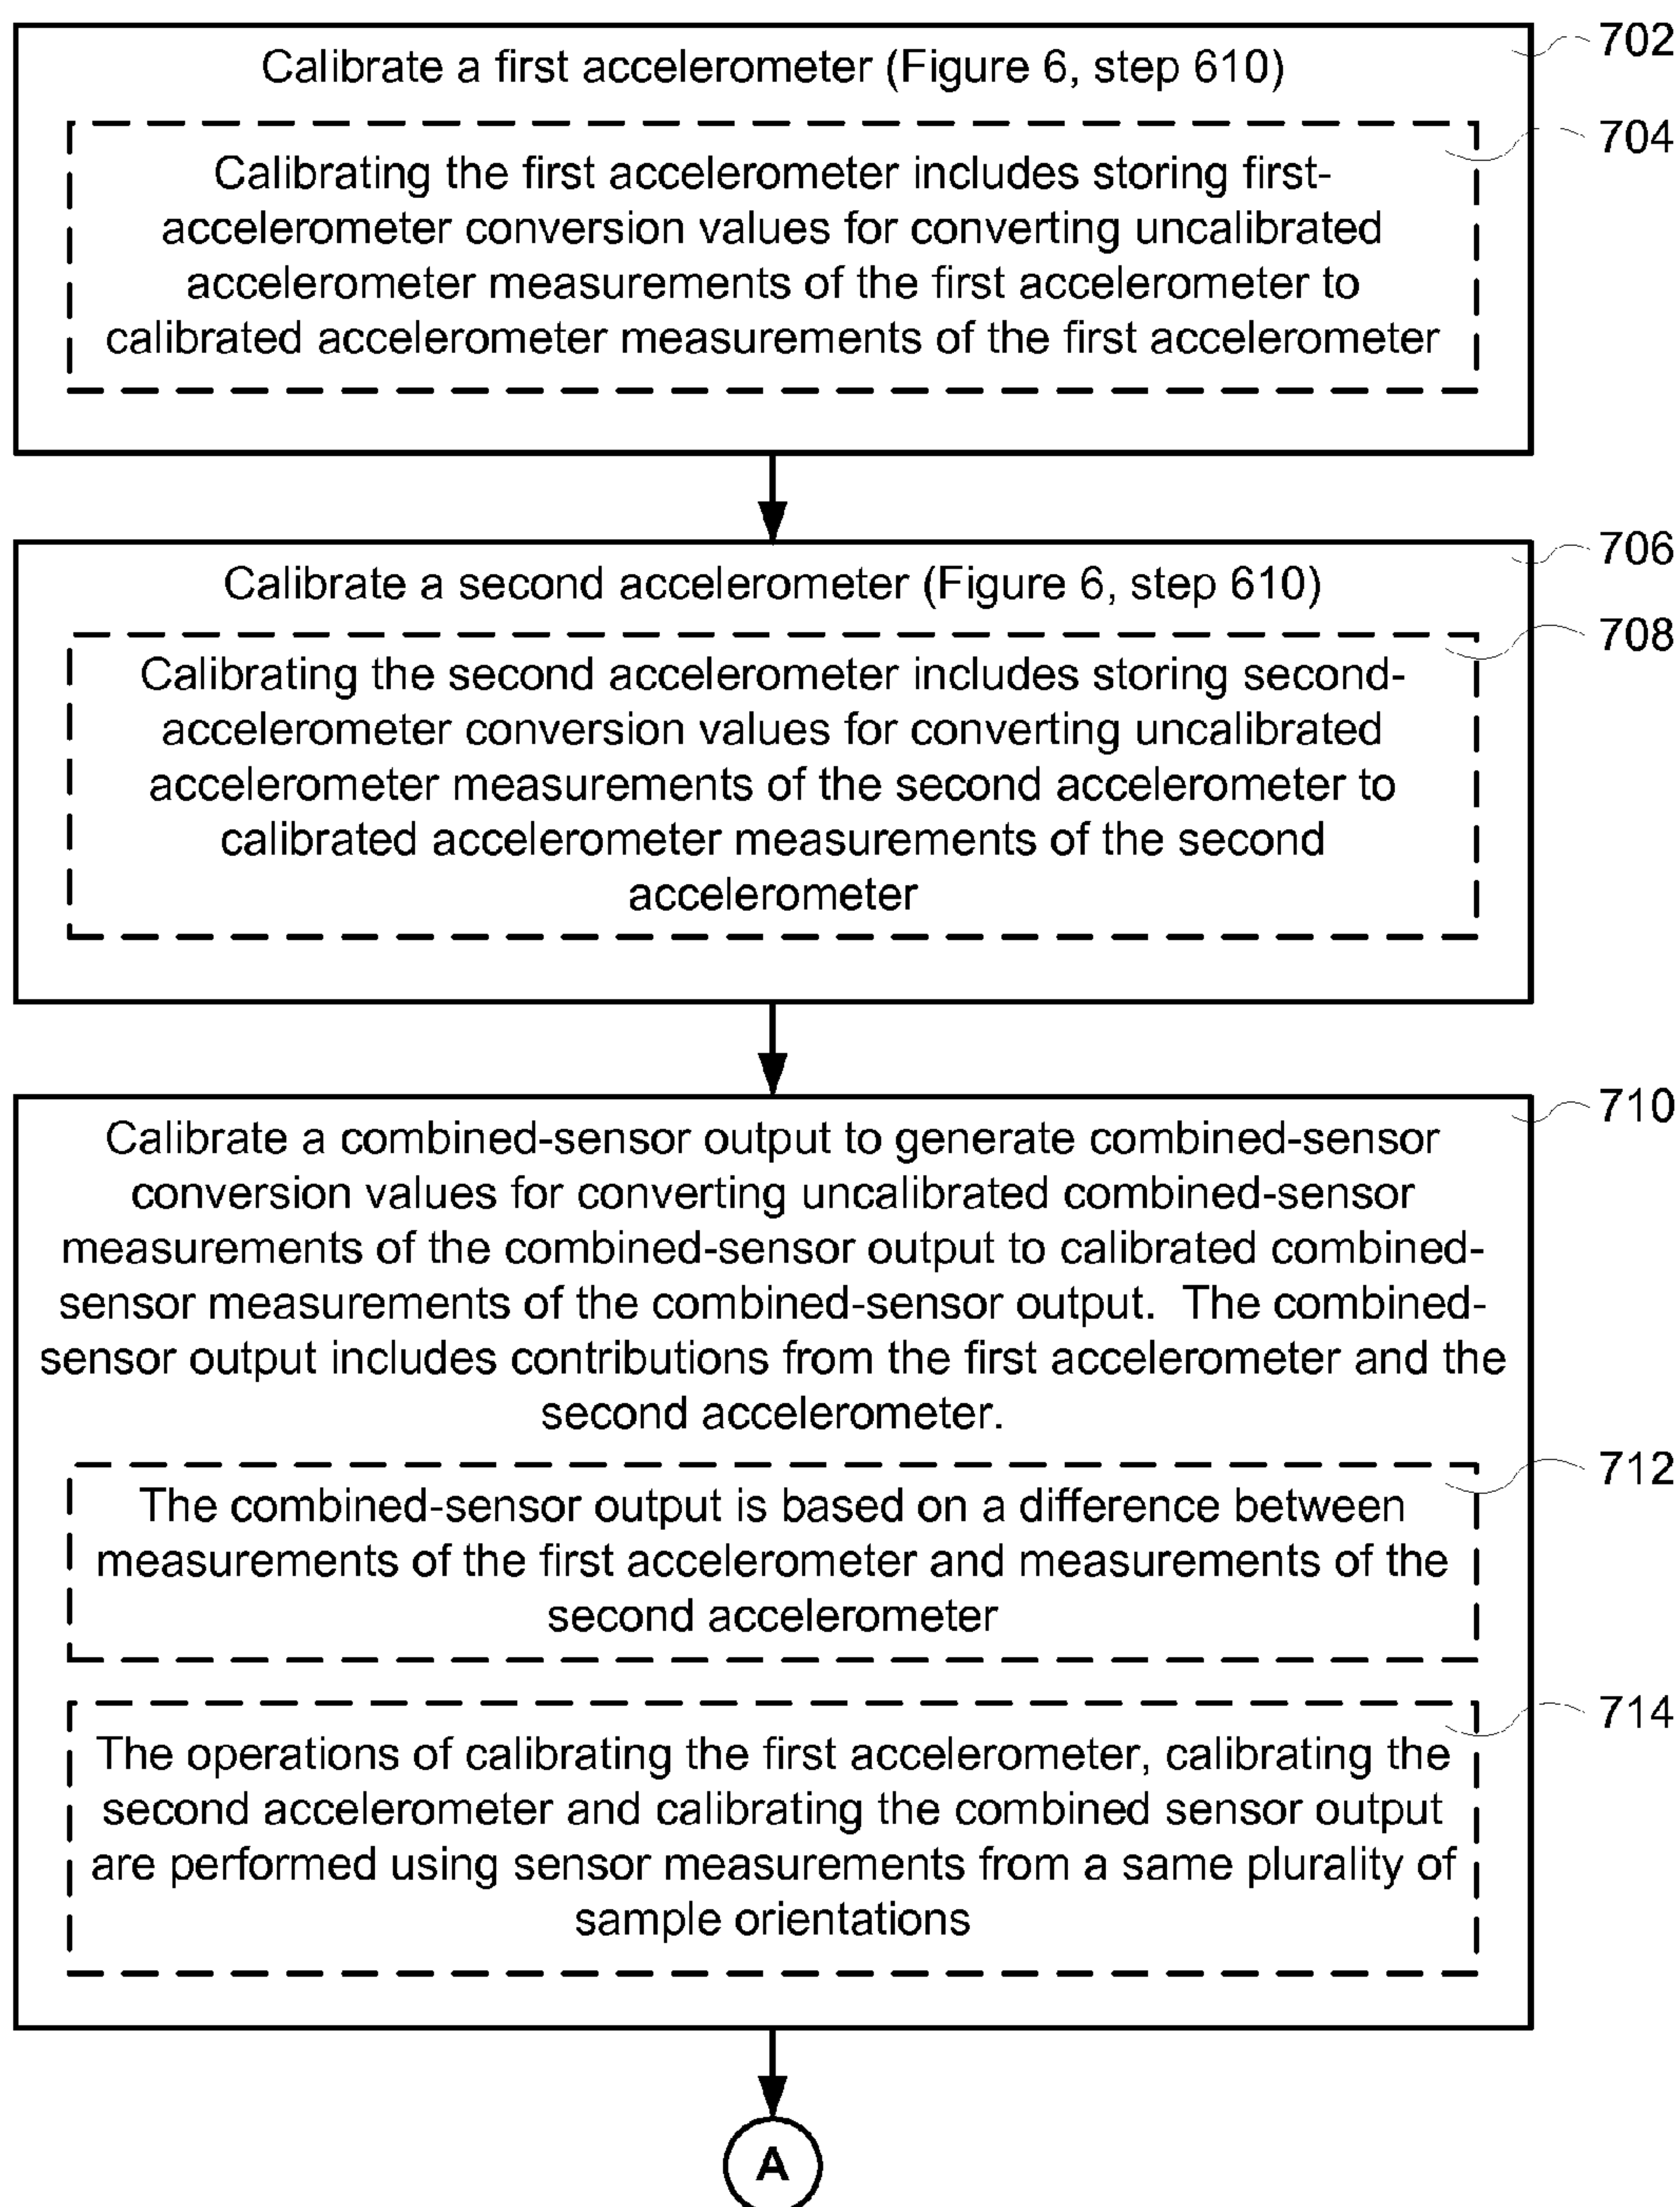 Calibrate a first accelerometer (Figure 6, step 610)
702
704
Calibrating the first accelerometer includes storing first-
accelerometer conversion values for converting uncalibrated
accelerometer measurements of the first accelerometer to
calibrated accelerometer measurements of the first accelerometer
706
Calibrate a second accelerometer (Figure 6, step 610)
708
Calibrating the second accelerometer includes storing second-
accelerometer conversion values for converting uncalibrated
accelerometer measurements of the second accelerometer to
calibrated accelerometer measurements of the second
accelerometer
710
Calibrate a combined-sensor output to generate combined-sensor
conversion values for converting uncalibrated combined-sensor
measurements of the combined-sensor output to calibrated combined-
sensor measurements of the combined-sensor output.  The combined-
sensor output includes contributions from the first accelerometer and the
second accelerometer.
712
The combined-sensor output is based on a difference between
measurements of the first accelerometer and measurements of the
second accelerometer
714
The operations of calibrating the first accelerometer, calibrating the
second accelerometer and calibrating the combined sensor output
are performed using sensor measurements from a same plurality of
sample orientations
A